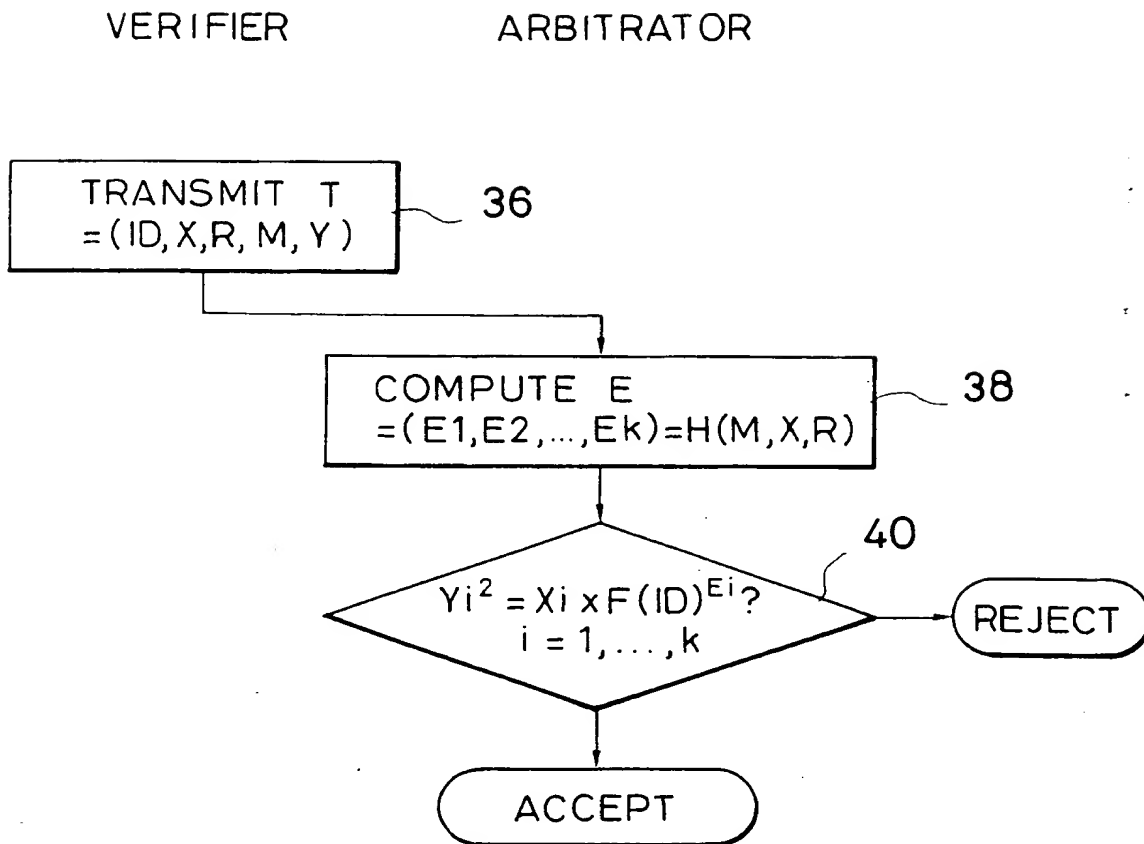 VERIFIER ARBITRATOR
TRANSMIT T
=(ID,X,R,M,Y)
36
COMPUTE E
=(E1,E2,...,Ek)=H(M,X,R)
38
40
Yi² = Xi x F(ID)^Ei?
i = 1,...,k
REJECT
ACCEPT